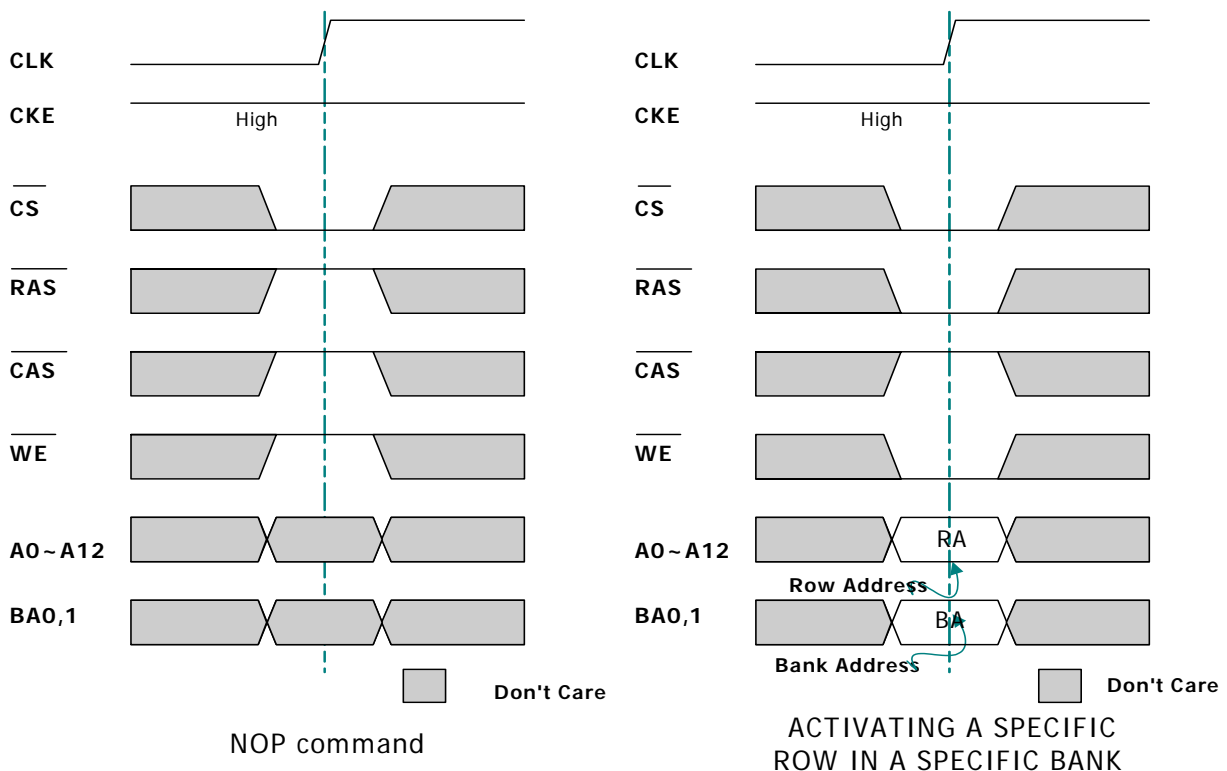 CLK
CKE
High
CS
RAS
CAS
WE
A0~A12
BA0,1
Don't Care
NOP command
CLK
CKE
High
CS
RAS
CAS
WE
A0~A12
RA
Row Address
BA0,1
BA
Bank Address
Don't Care
ACTIVATING A SPECIFIC
ROW IN A SPECIFIC BANK